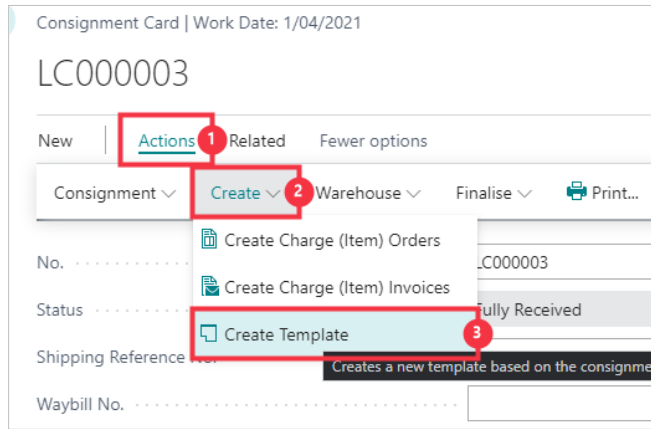 Consignment Card | Work Date: 1/04/2021
LC000003
New | Actions 1 Related Fewer options
Consignment Create 2 Warehouse Finalise Print...
Create Charge (Item) Orders
No. LC000003
Create Charge (Item) Invoices
Status Fully Received
Create Template 3
Shipping Reference No.
Creates a new template based on the consignme
Waybill No.